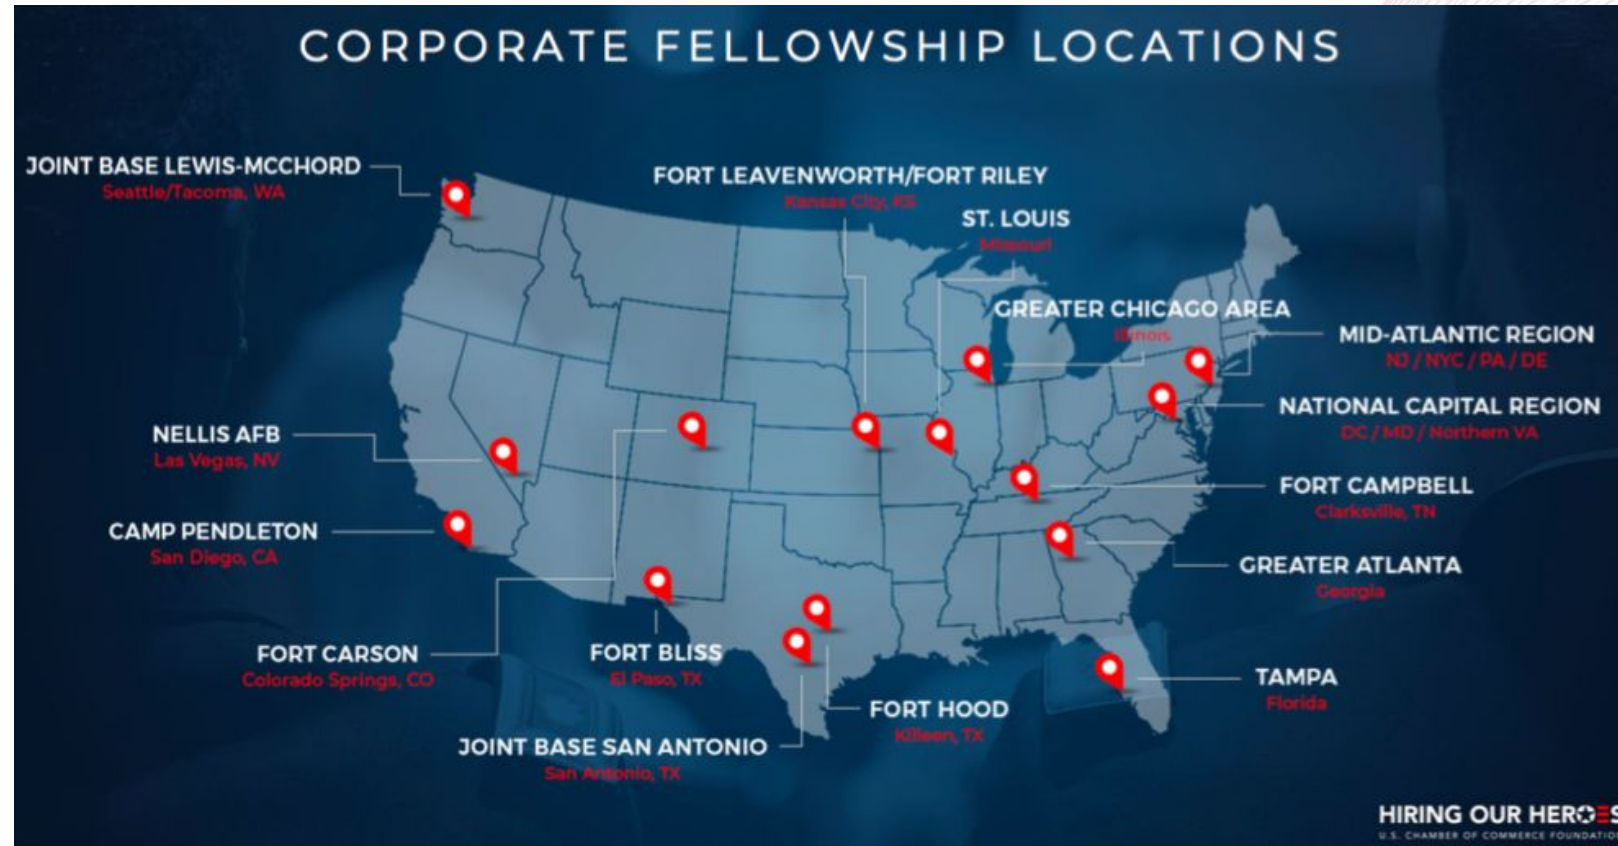 CORPORATE FELLOWSHIP LOCATIONS
JOINT BASE LEWIS-MCCHORD
Seattle/Tacoma, WA
FORT LEAVENWORTH/FORT RILEY
Kansas City, KS
ST. LOUIS
Missouri
GREATER CHICAGO AREA
Illinois
MID-ATLANTIC REGION
NJ / NYC / PA / DE
NATIONAL CAPITAL REGION
DC / MD / Northern VA
NELLIS AFB
Las Vegas, NV
FORT CAMPBELL
Clarksville, TN
CAMP PENDLETON
San Diego, CA
GREATER ATLANTA
Georgia
FORT CARSON
Colorado Springs, CO
FORT BLISS
El Paso, TX
TAMPA
Florida
FORT HOOD
Killeen, TX
JOINT BASE SAN ANTONIO
San Antonio, TX
HIRING OUR HEROES
U.S. CHAMBER OF COMMERCE FOUNDATIO